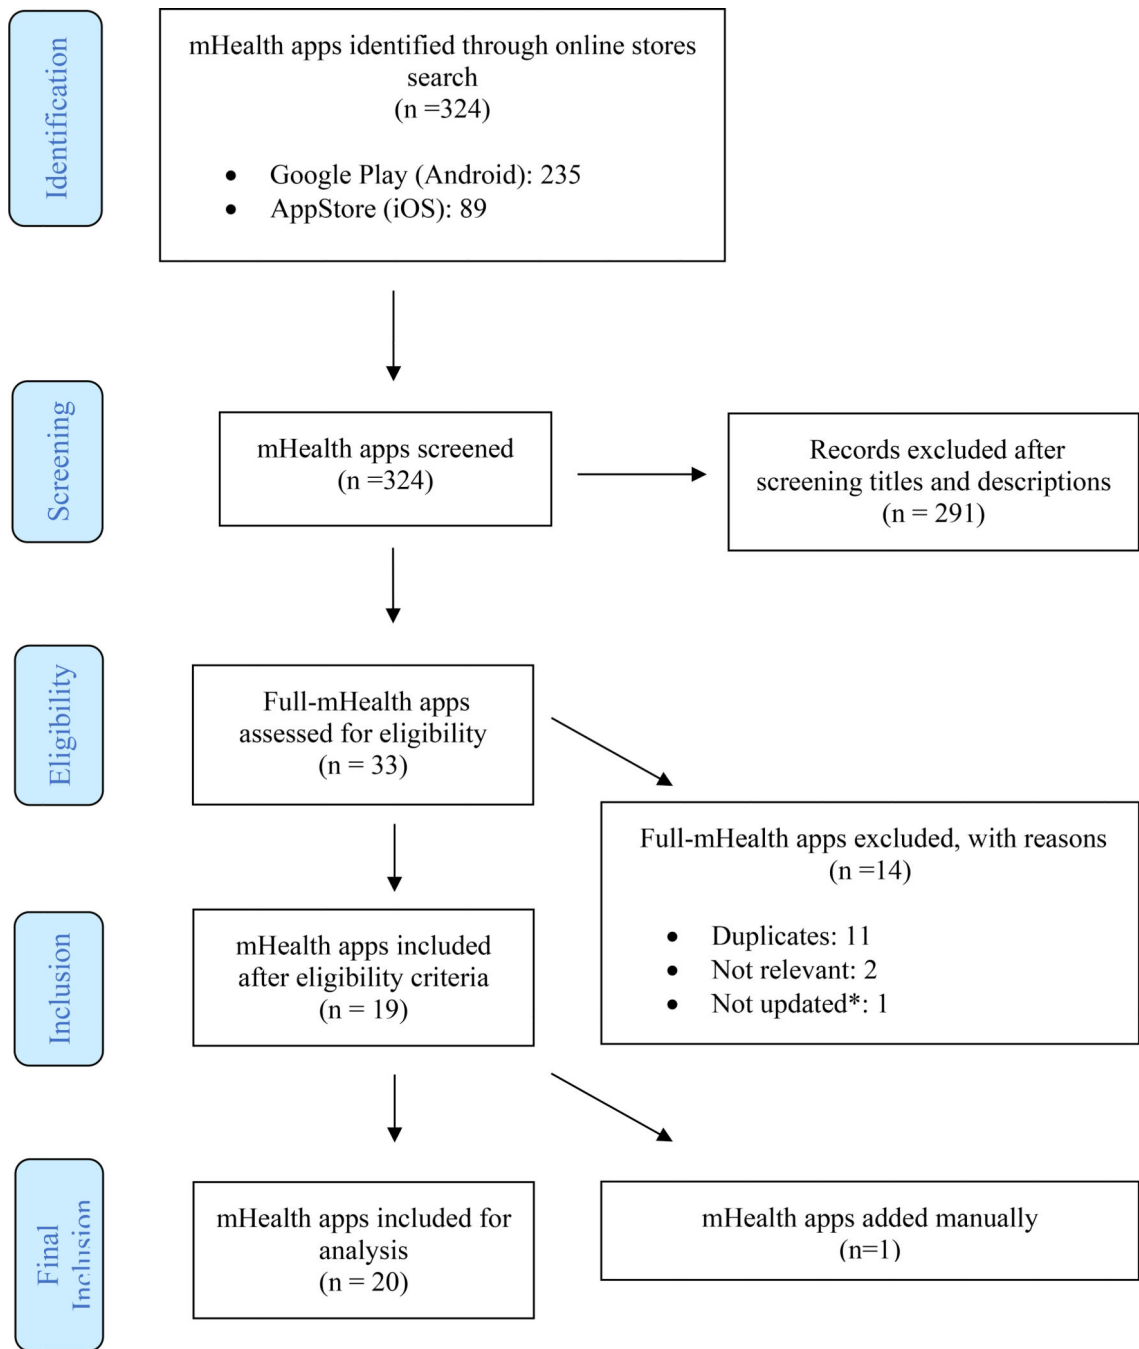 Identification
mHealth apps identified through online stores
search
(n =324)
• Google Play (Android): 235
• AppStore (iOS): 89
Screening
mHealth apps screened
(n =324)
Records excluded after
screening titles and descriptions
(n = 291)
Eligibility
Full-mHealth apps
assessed for eligibility
(n = 33)
Full-mHealth apps excluded, with reasons
(n =14)
• Duplicates: 11
• Not relevant: 2
• Not updated*: 1
Inclusion
mHealth apps included
after eligibility criteria
(n = 19)
Final
Inclusion
mHealth apps included for
analysis
(n = 20)
mHealth apps added manually
(n=1)